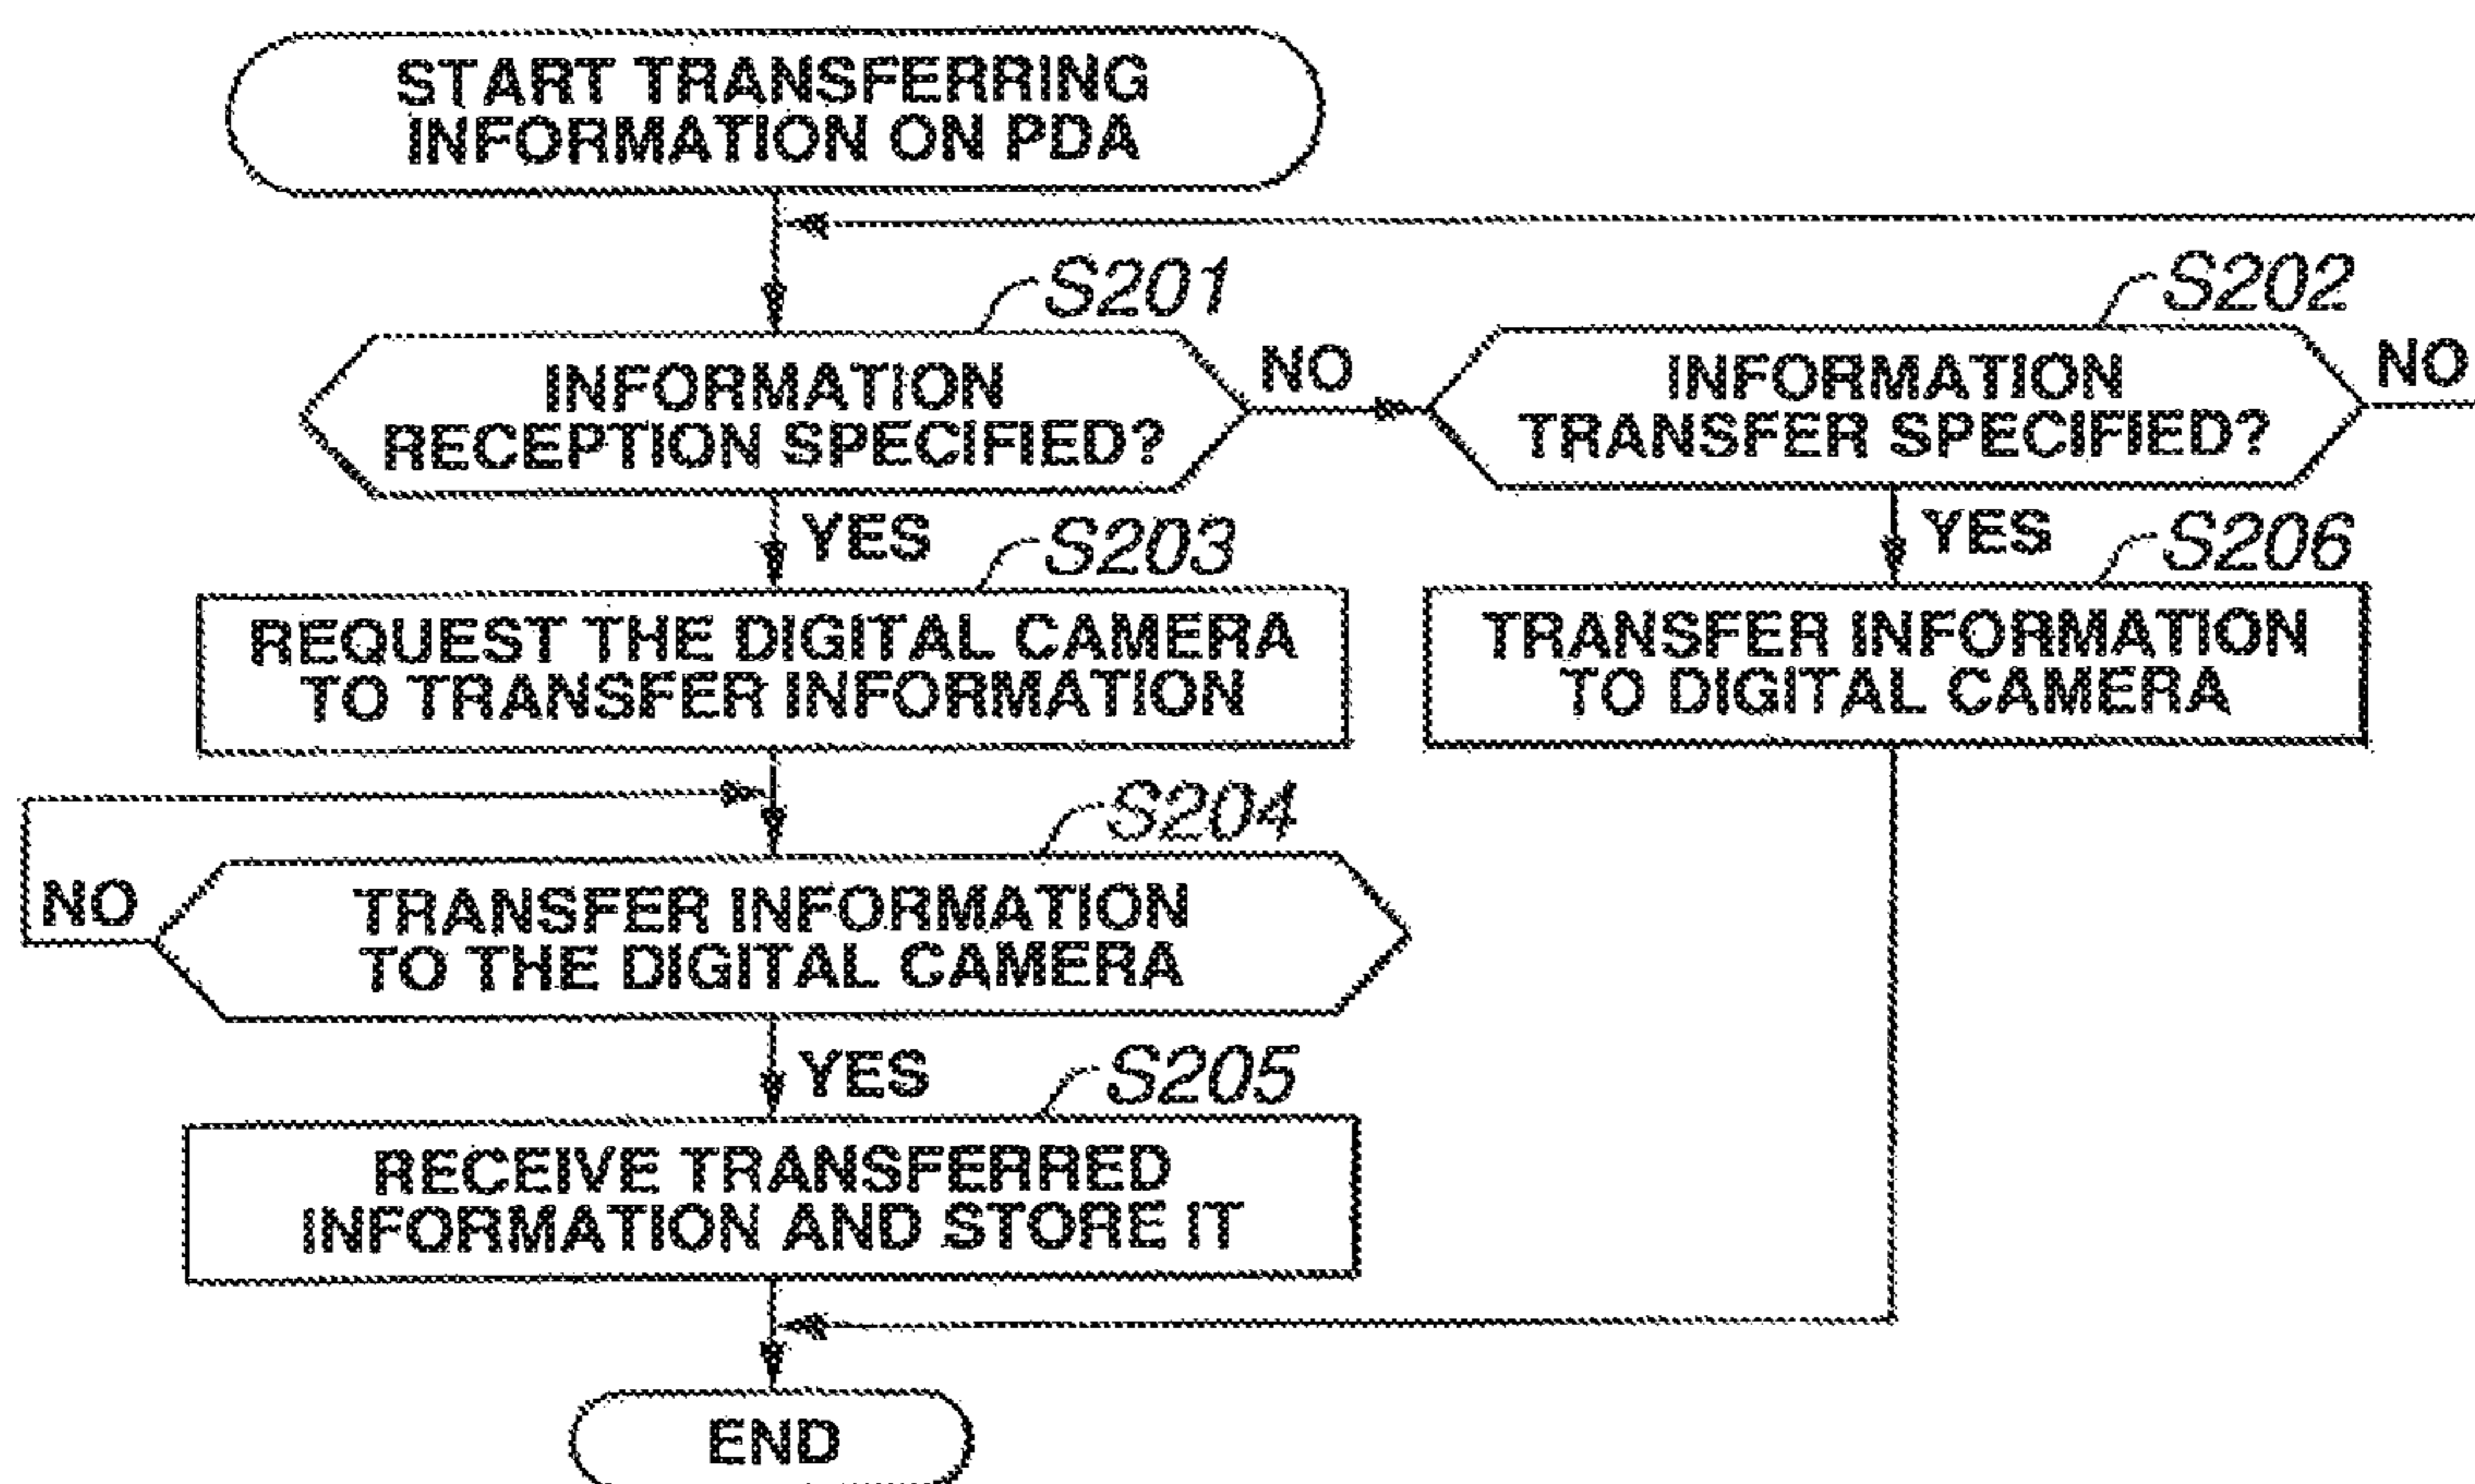 START TRANSFERRING
INFORMATION ON PDA
S201
INFORMATION
RECEPTION SPECIFIED?
NO
S202
INFORMATION
TRANSFER SPECIFIED?
NO
YES
S203
REQUEST THE DIGITAL CAMERA
TO TRANSFER INFORMATION
YES
S206
TRANSFER INFORMATION
TO DIGITAL CAMERA
S204
NO
TRANSFER INFORMATION
TO THE DIGITAL CAMERA
YES
S205
RECEIVE TRANSFERRED
INFORMATION AND STORE IT
END